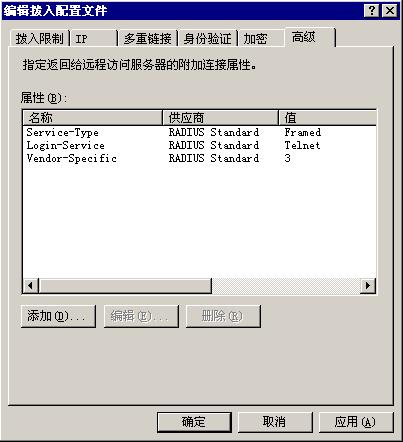 编辑拨入配置文件
拨入限制 IP 多重链接 身份验证 加密 高级
指定返回给远程访问服务器的附加连接属性。
属性(B):
名称 供应商 值
Service-Type RADIUS Standard Framed
Login-Service RADIUS Standard Telnet
Vendor-Specific RADIUS Standard 3
添加(D)... 编辑(E)... 删除(R)
确定 取消 应用(A)